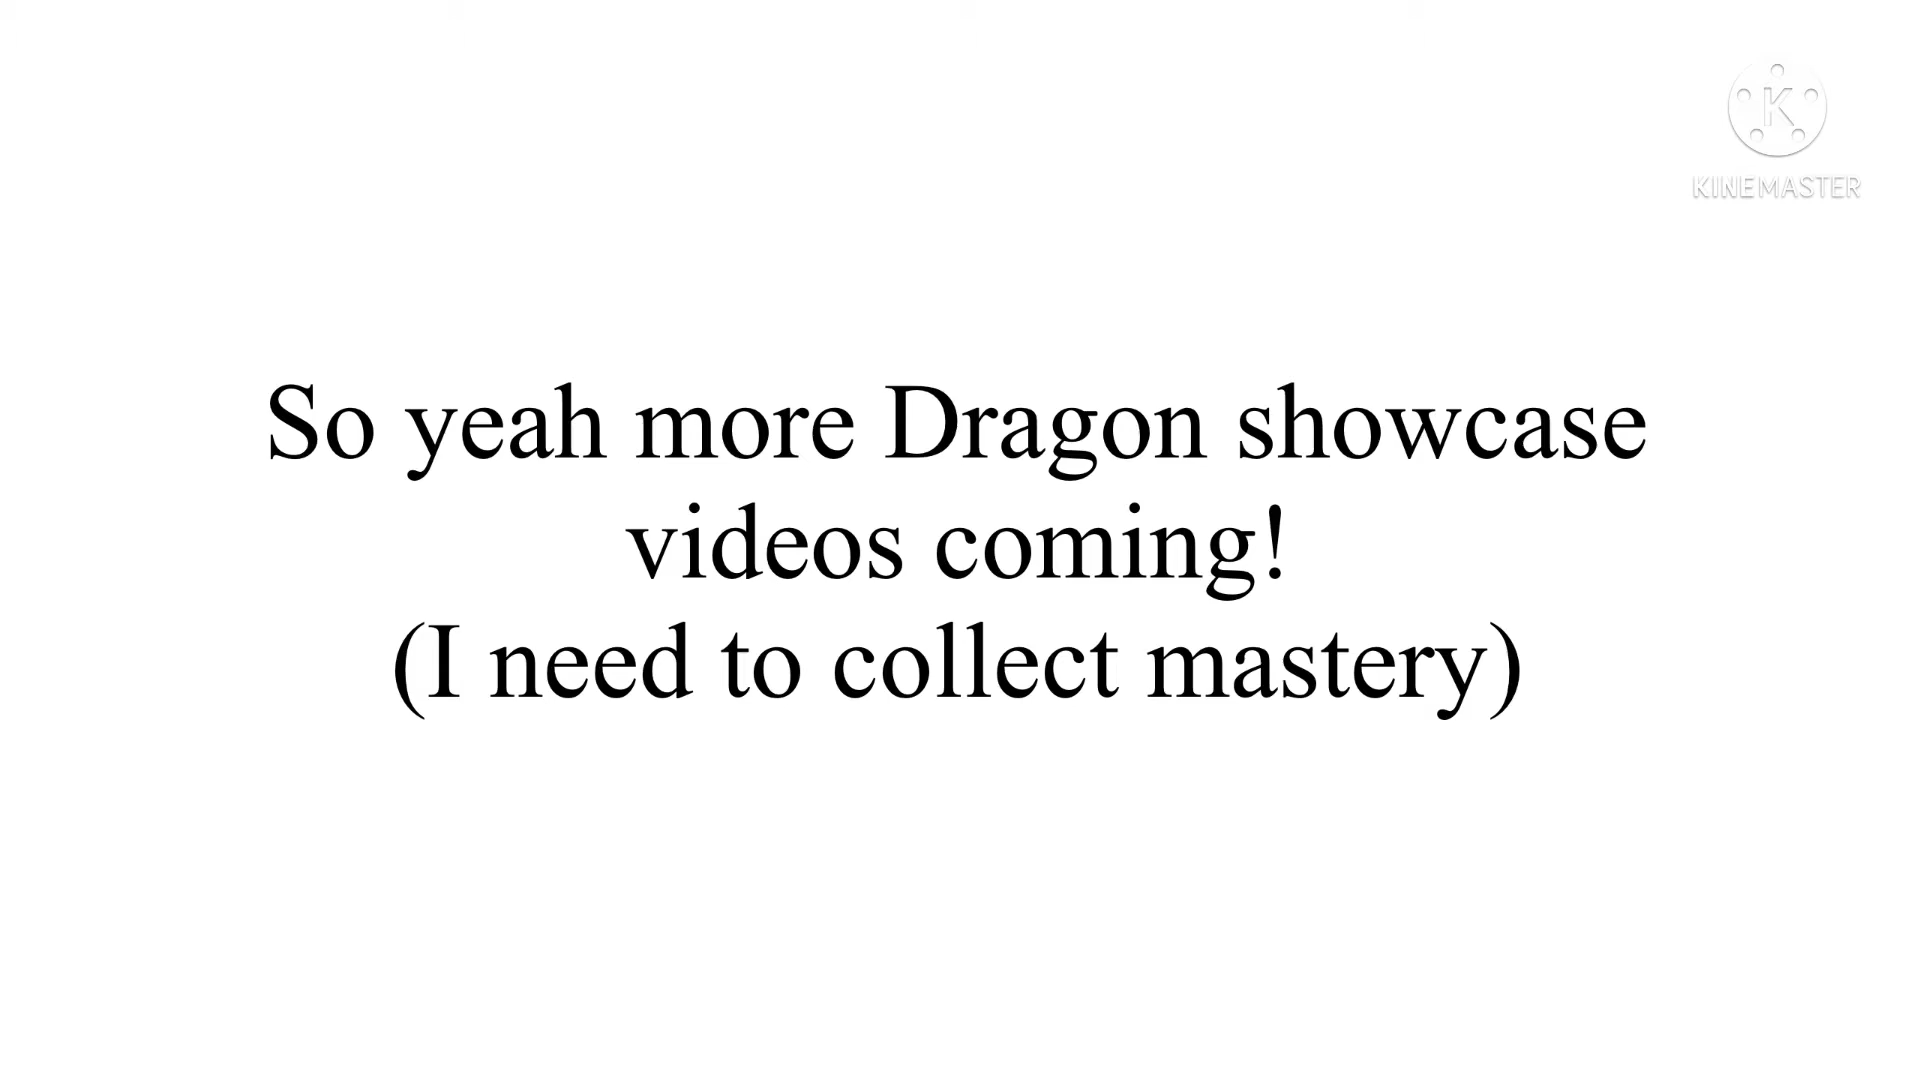 K
KINEMASTER
So yeah more Dragon showcase
videos coming!
(I need to collect mastery)